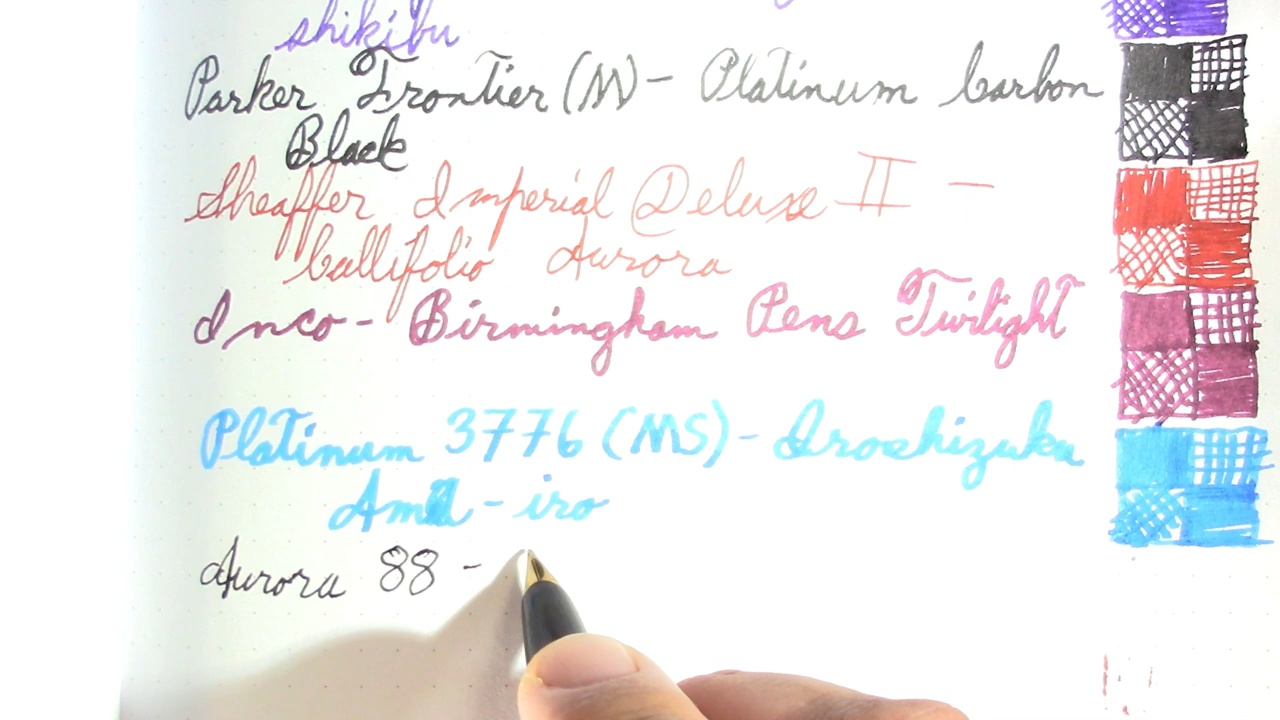 shikibu
Parker Frontier (M) - Platinum Carbon
Black
Sheaffer Imperial Deluxe II -
Callifolio Aurora
Inco - Birmingham Pens Twilight
Platinum 3776 (MS) - Iroshizuku
Ama - iro
Aurora 88 -